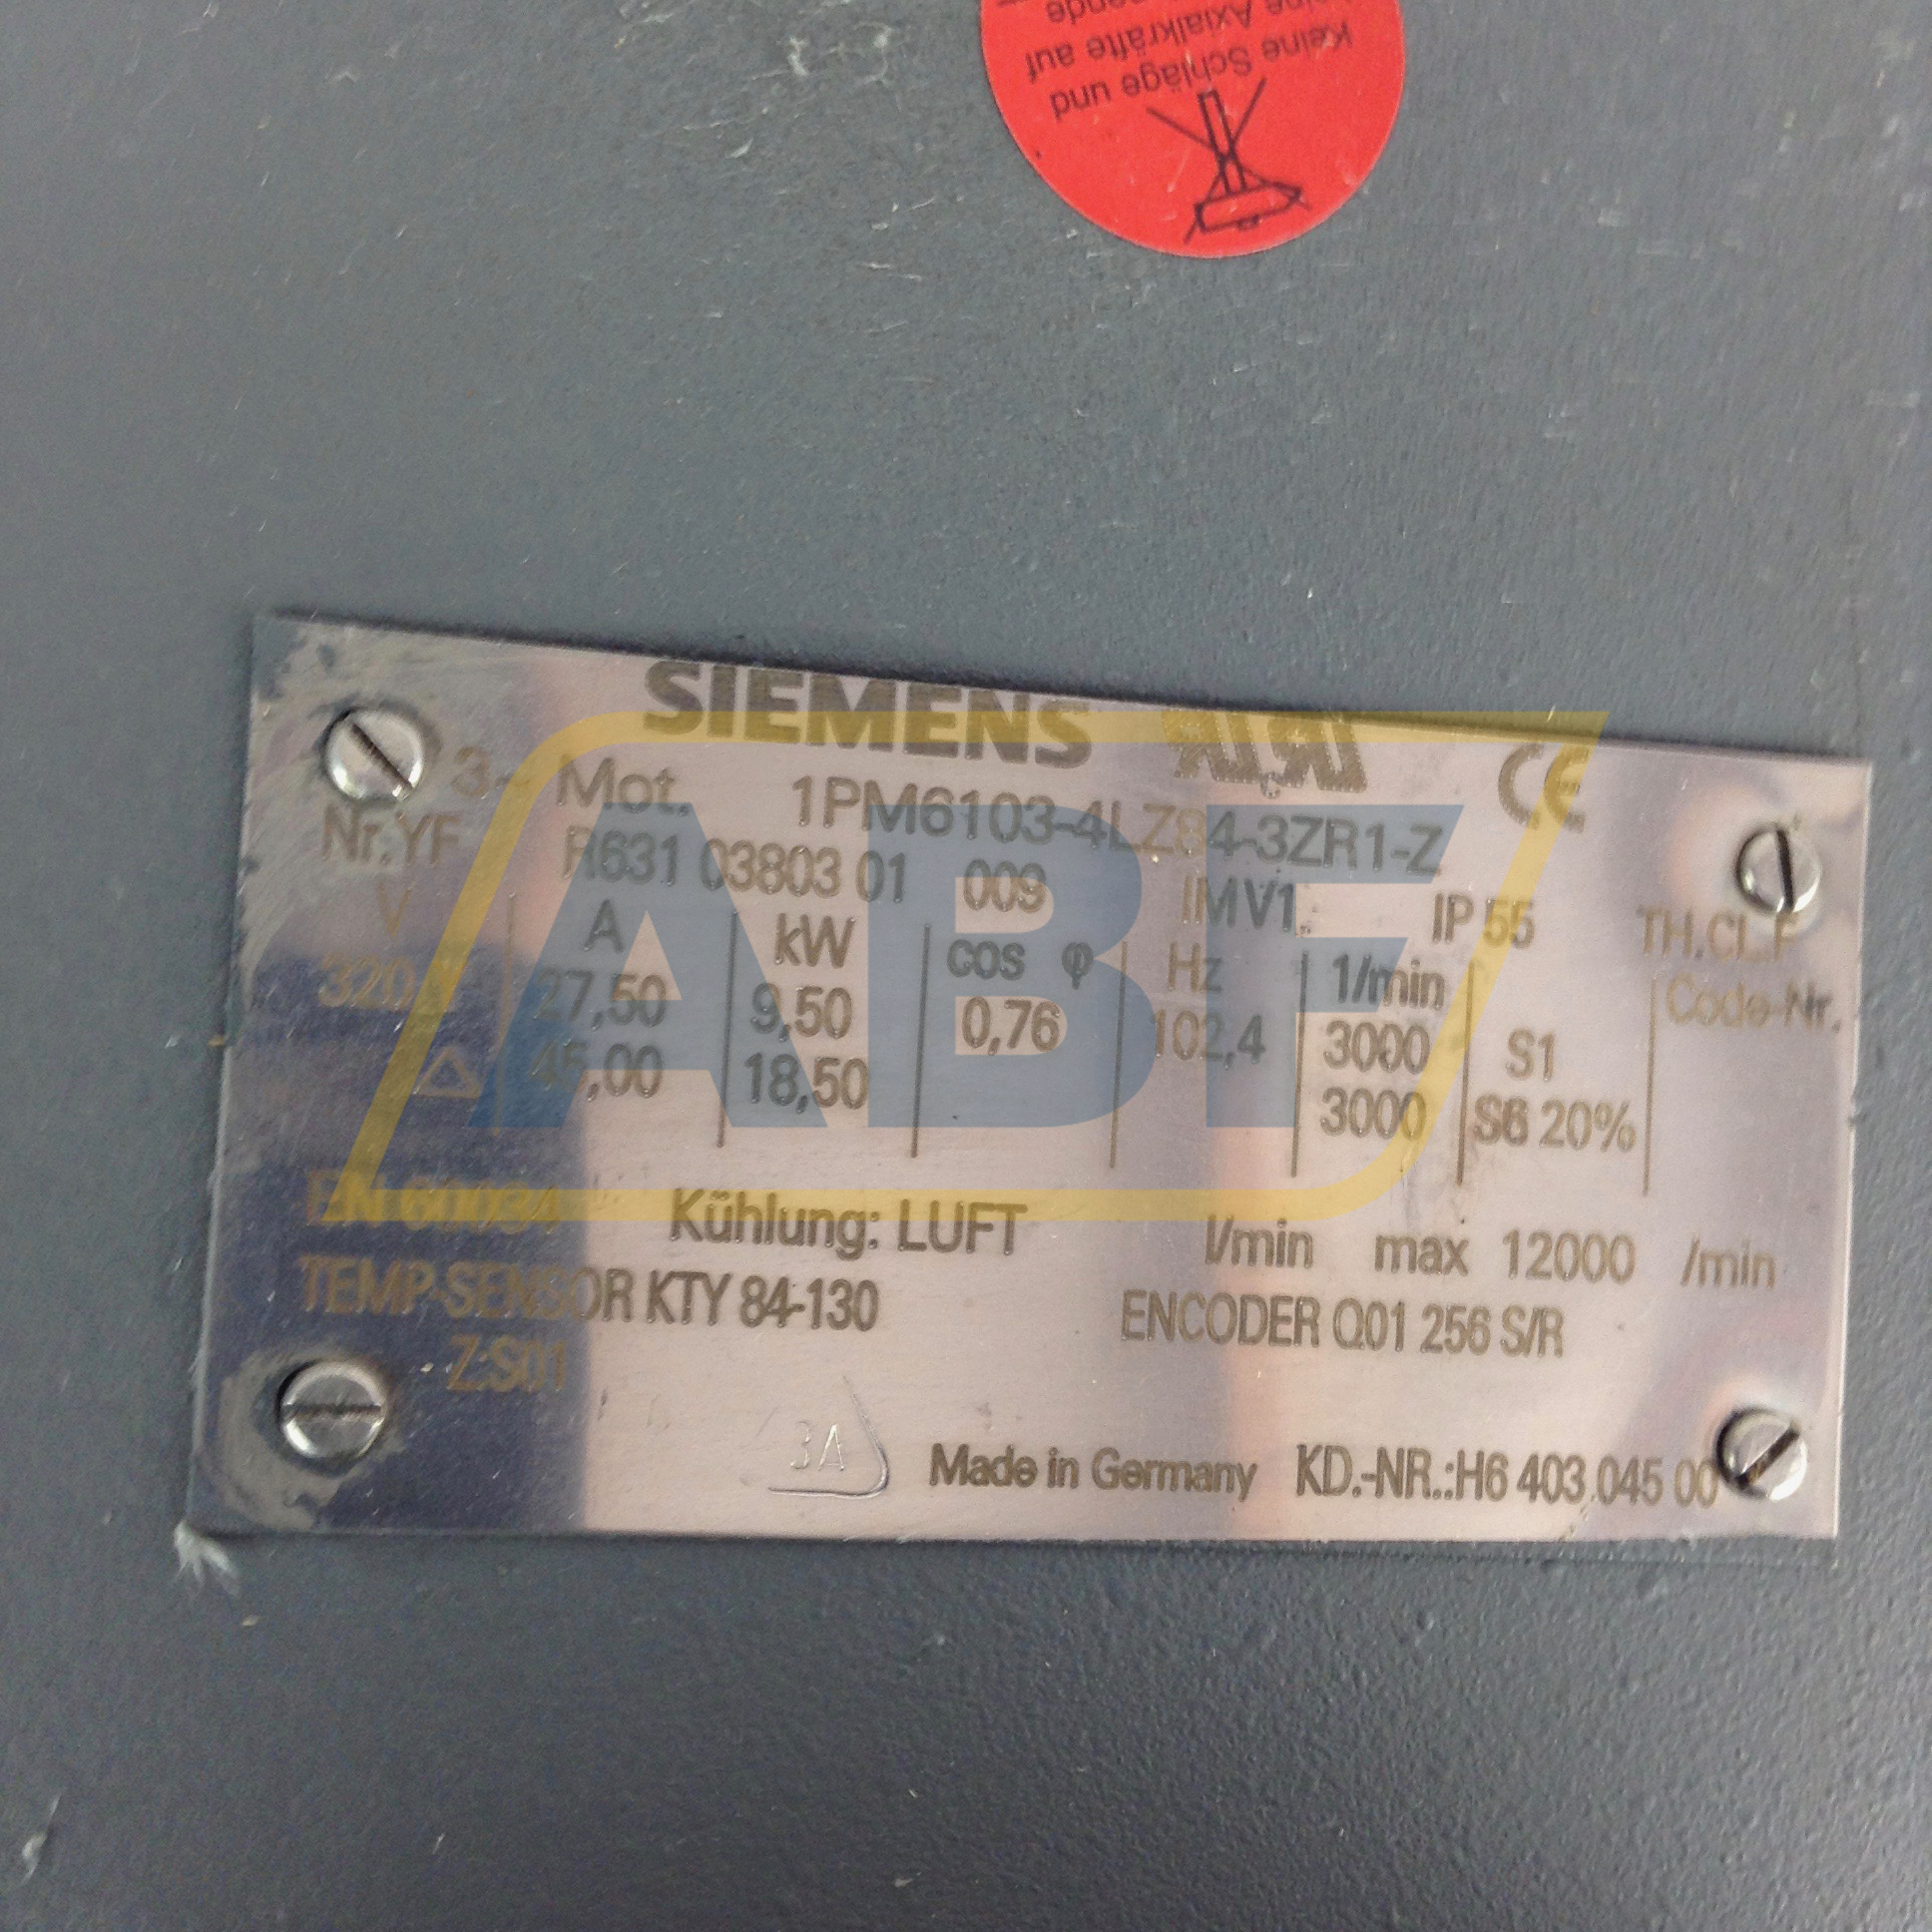 Keine Schläge und
keine Axialkräfte auf
SIEMENS
CE
3~ Mot. 1PM6103-4LZ84-3ZR1-Z
Nr.YF R631 03803 01 009 IMV1 IP 55 TH.CL.F
V A kW cos φ Hz 1/min Code-Nr.
320 Y 27,50 9,50 0,76 102,4 3000 S1
△ 45,00 18,50 3000 S6 20%
EN 60034 Kühlung: LUFT l/min max 12000 /min
TEMP-SENSOR KTY 84-130 ENCODER Q01 256 S/R
Z:S01
3A
Made in Germany KD.-NR.:H6 403 045 00
ABF